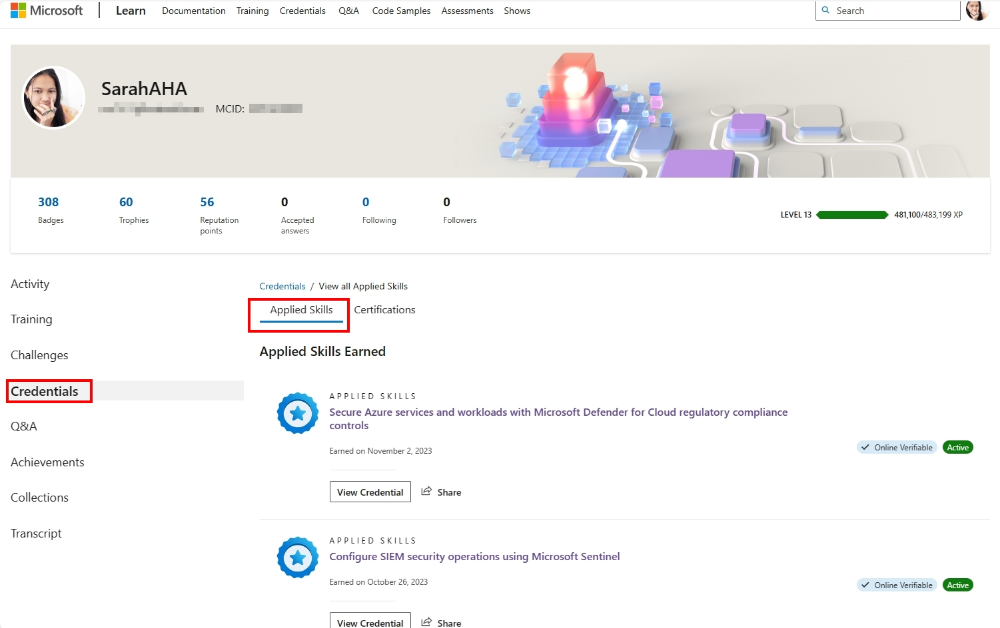 Microsoft | Learn Documentation Training Credentials Q&A Code Samples Assessments Shows Search
SarahAHA
MCID:
308 60 56 0 0 0
Badges Trophies Reputation points Accepted answers Following Followers
LEVEL 13 481,100/483,199 XP
Activity
Training
Challenges
Credentials
Q&A
Achievements
Collections
Transcript
Credentials / View all Applied Skills
Applied Skills Certifications
Applied Skills Earned
APPLIED SKILLS
Secure Azure services and workloads with Microsoft Defender for Cloud regulatory compliance
controls
Earned on November 2, 2023
Online Verifiable Active
View Credential Share
APPLIED SKILLS
Configure SIEM security operations using Microsoft Sentinel
Earned on October 26, 2023
Online Verifiable Active
View Credential Share